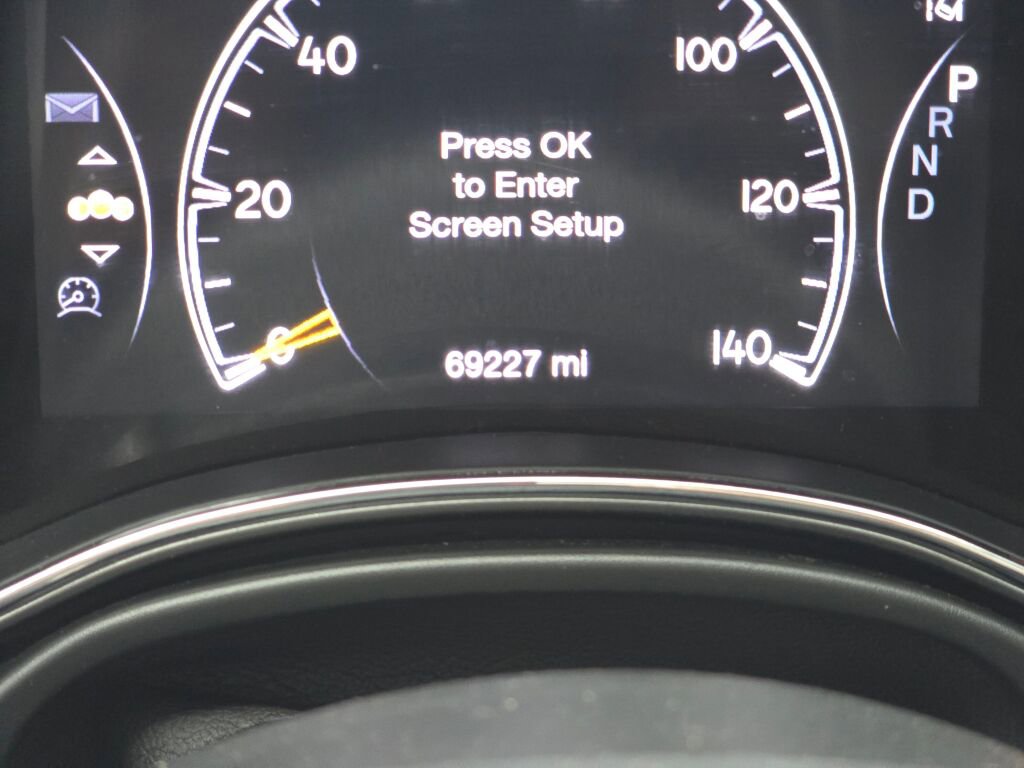 40
100
P
R
Press OK
N
to Enter
20
120
D
Screen Setup
0
140
69227 mi